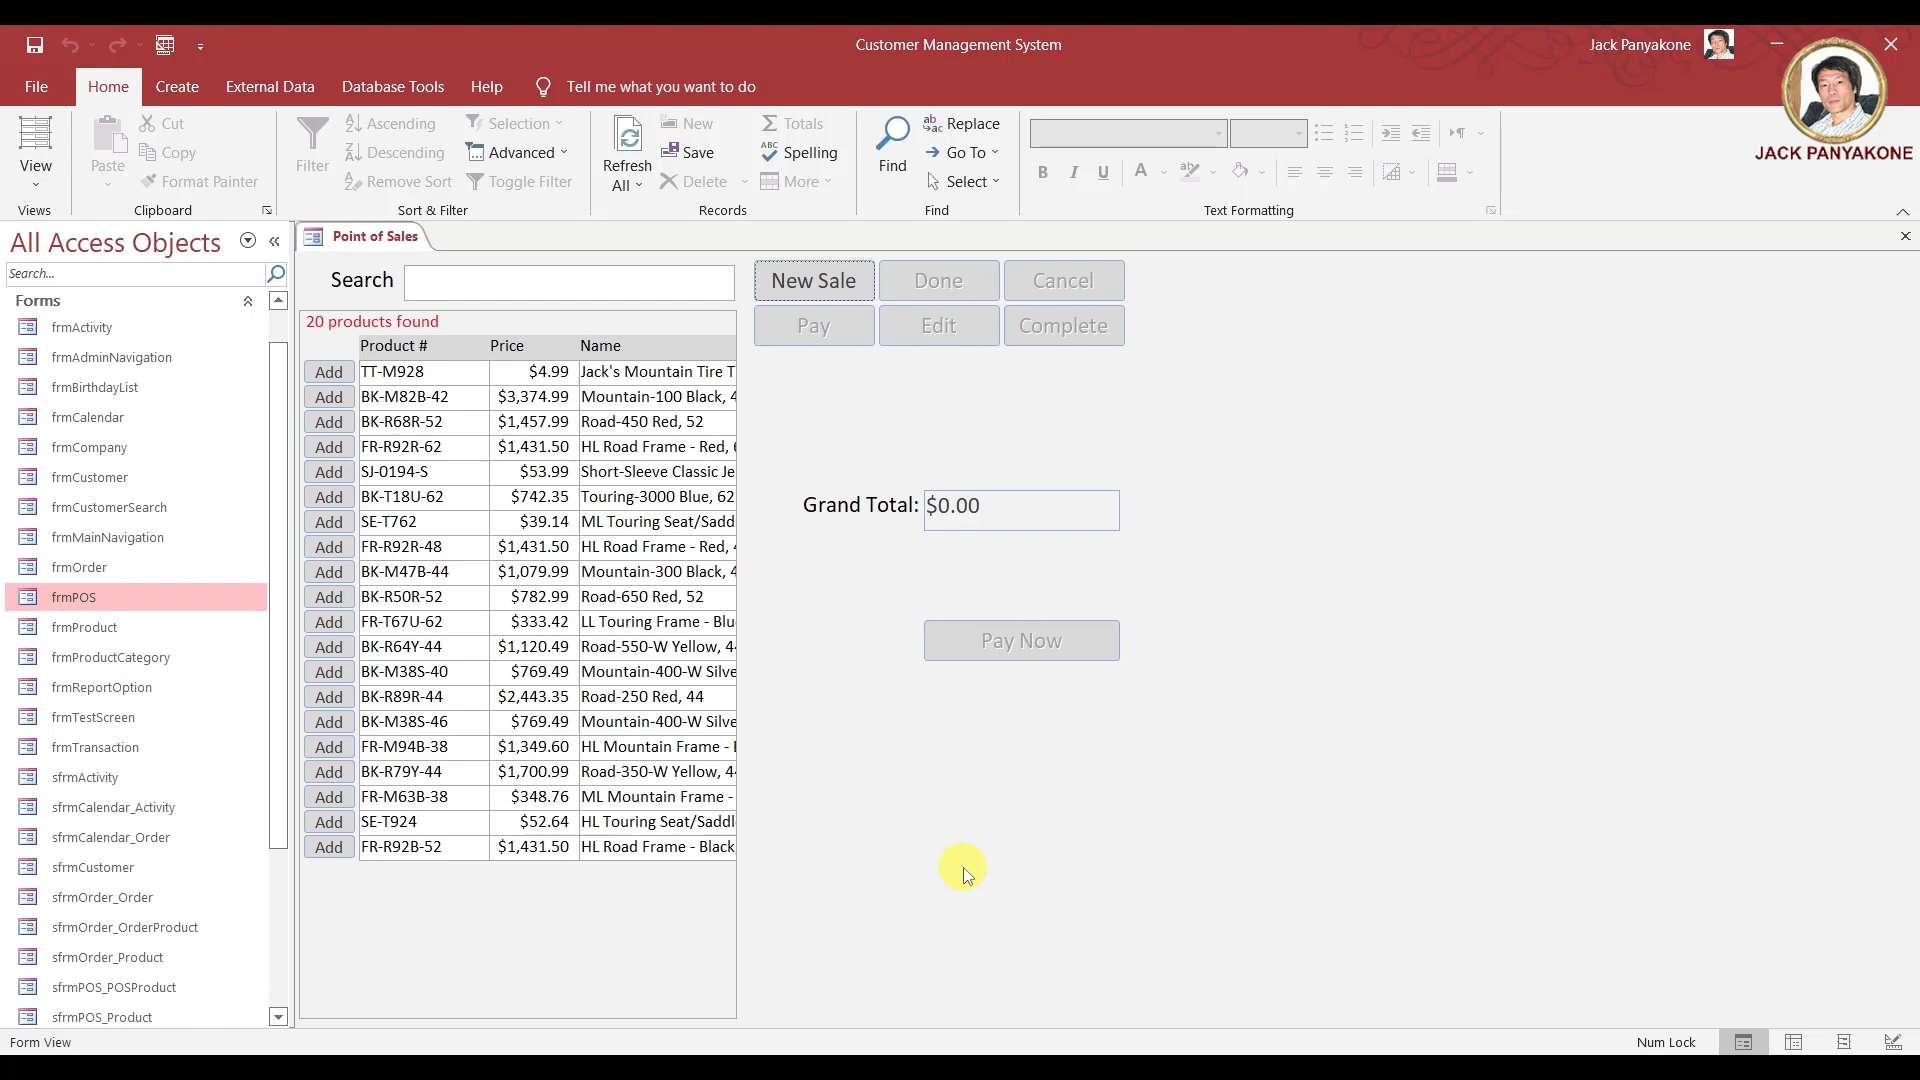 Customer Management System
Jack Panyakone
File Home Create External Data Database Tools Help Tell me what you want to do
JACK PANYAKONE
View
Views
Paste
Cut
Copy
Format Painter
Clipboard
Filter
Ascending
Descending
Remove Sort
Selection
Advanced
Toggle Filter
Sort & Filter
Refresh
All
New
Save
Delete
Totals
Spelling
More
Records
Find
Replace
Go To
Select
Find
B I U A
Text Formatting
All Access Objects
Search...
Forms
frmActivity
frmAdminNavigation
frmBirthdayList
frmCalendar
frmCompany
frmCustomer
frmCustomerSearch
frmMainNavigation
frmOrder
frmPOS
frmProduct
frmProductCategory
frmReportOption
frmTestScreen
frmTransaction
sfrmActivity
sfrmCalendar_Activity
sfrmCalendar_Order
sfrmCustomer
sfrmOrder_Order
sfrmOrder_OrderProduct
sfrmOrder_Product
sfrmPOS_POSProduct
sfrmPOS_Product
Point of Sales
Search
20 products found
Product # Price Name
Add TT-M928 $4.99 Jack's Mountain Tire T
Add BK-M82B-42 $3,374.99 Mountain-100 Black, 4
Add BK-R68R-52 $1,457.99 Road-450 Red, 52
Add FR-R92R-62 $1,431.50 HL Road Frame - Red, 6
Add SJ-0194-S $53.99 Short-Sleeve Classic Je
Add BK-T18U-62 $742.35 Touring-3000 Blue, 62
Add SE-T762 $39.14 ML Touring Seat/Sadd
Add FR-R92R-48 $1,431.50 HL Road Frame - Red, 4
Add BK-M47B-44 $1,079.99 Mountain-300 Black, 4
Add BK-R50R-52 $782.99 Road-650 Red, 52
Add FR-T67U-62 $333.42 LL Touring Frame - Blu
Add BK-R64Y-44 $1,120.49 Road-550-W Yellow, 4
Add BK-M38S-40 $769.49 Mountain-400-W Silve
Add BK-R89R-44 $2,443.35 Road-250 Red, 44
Add BK-M38S-46 $769.49 Mountain-400-W Silve
Add FR-M94B-38 $1,349.60 HL Mountain Frame -
Add BK-R79Y-44 $1,700.99 Road-350-W Yellow, 4
Add FR-M63B-38 $348.76 ML Mountain Frame -
Add SE-T924 $52.64 HL Touring Seat/Saddl
Add FR-R92B-52 $1,431.50 HL Road Frame - Black
New Sale Done Cancel
Pay Edit Complete
Grand Total: $0.00
Pay Now
Form View
Num Lock